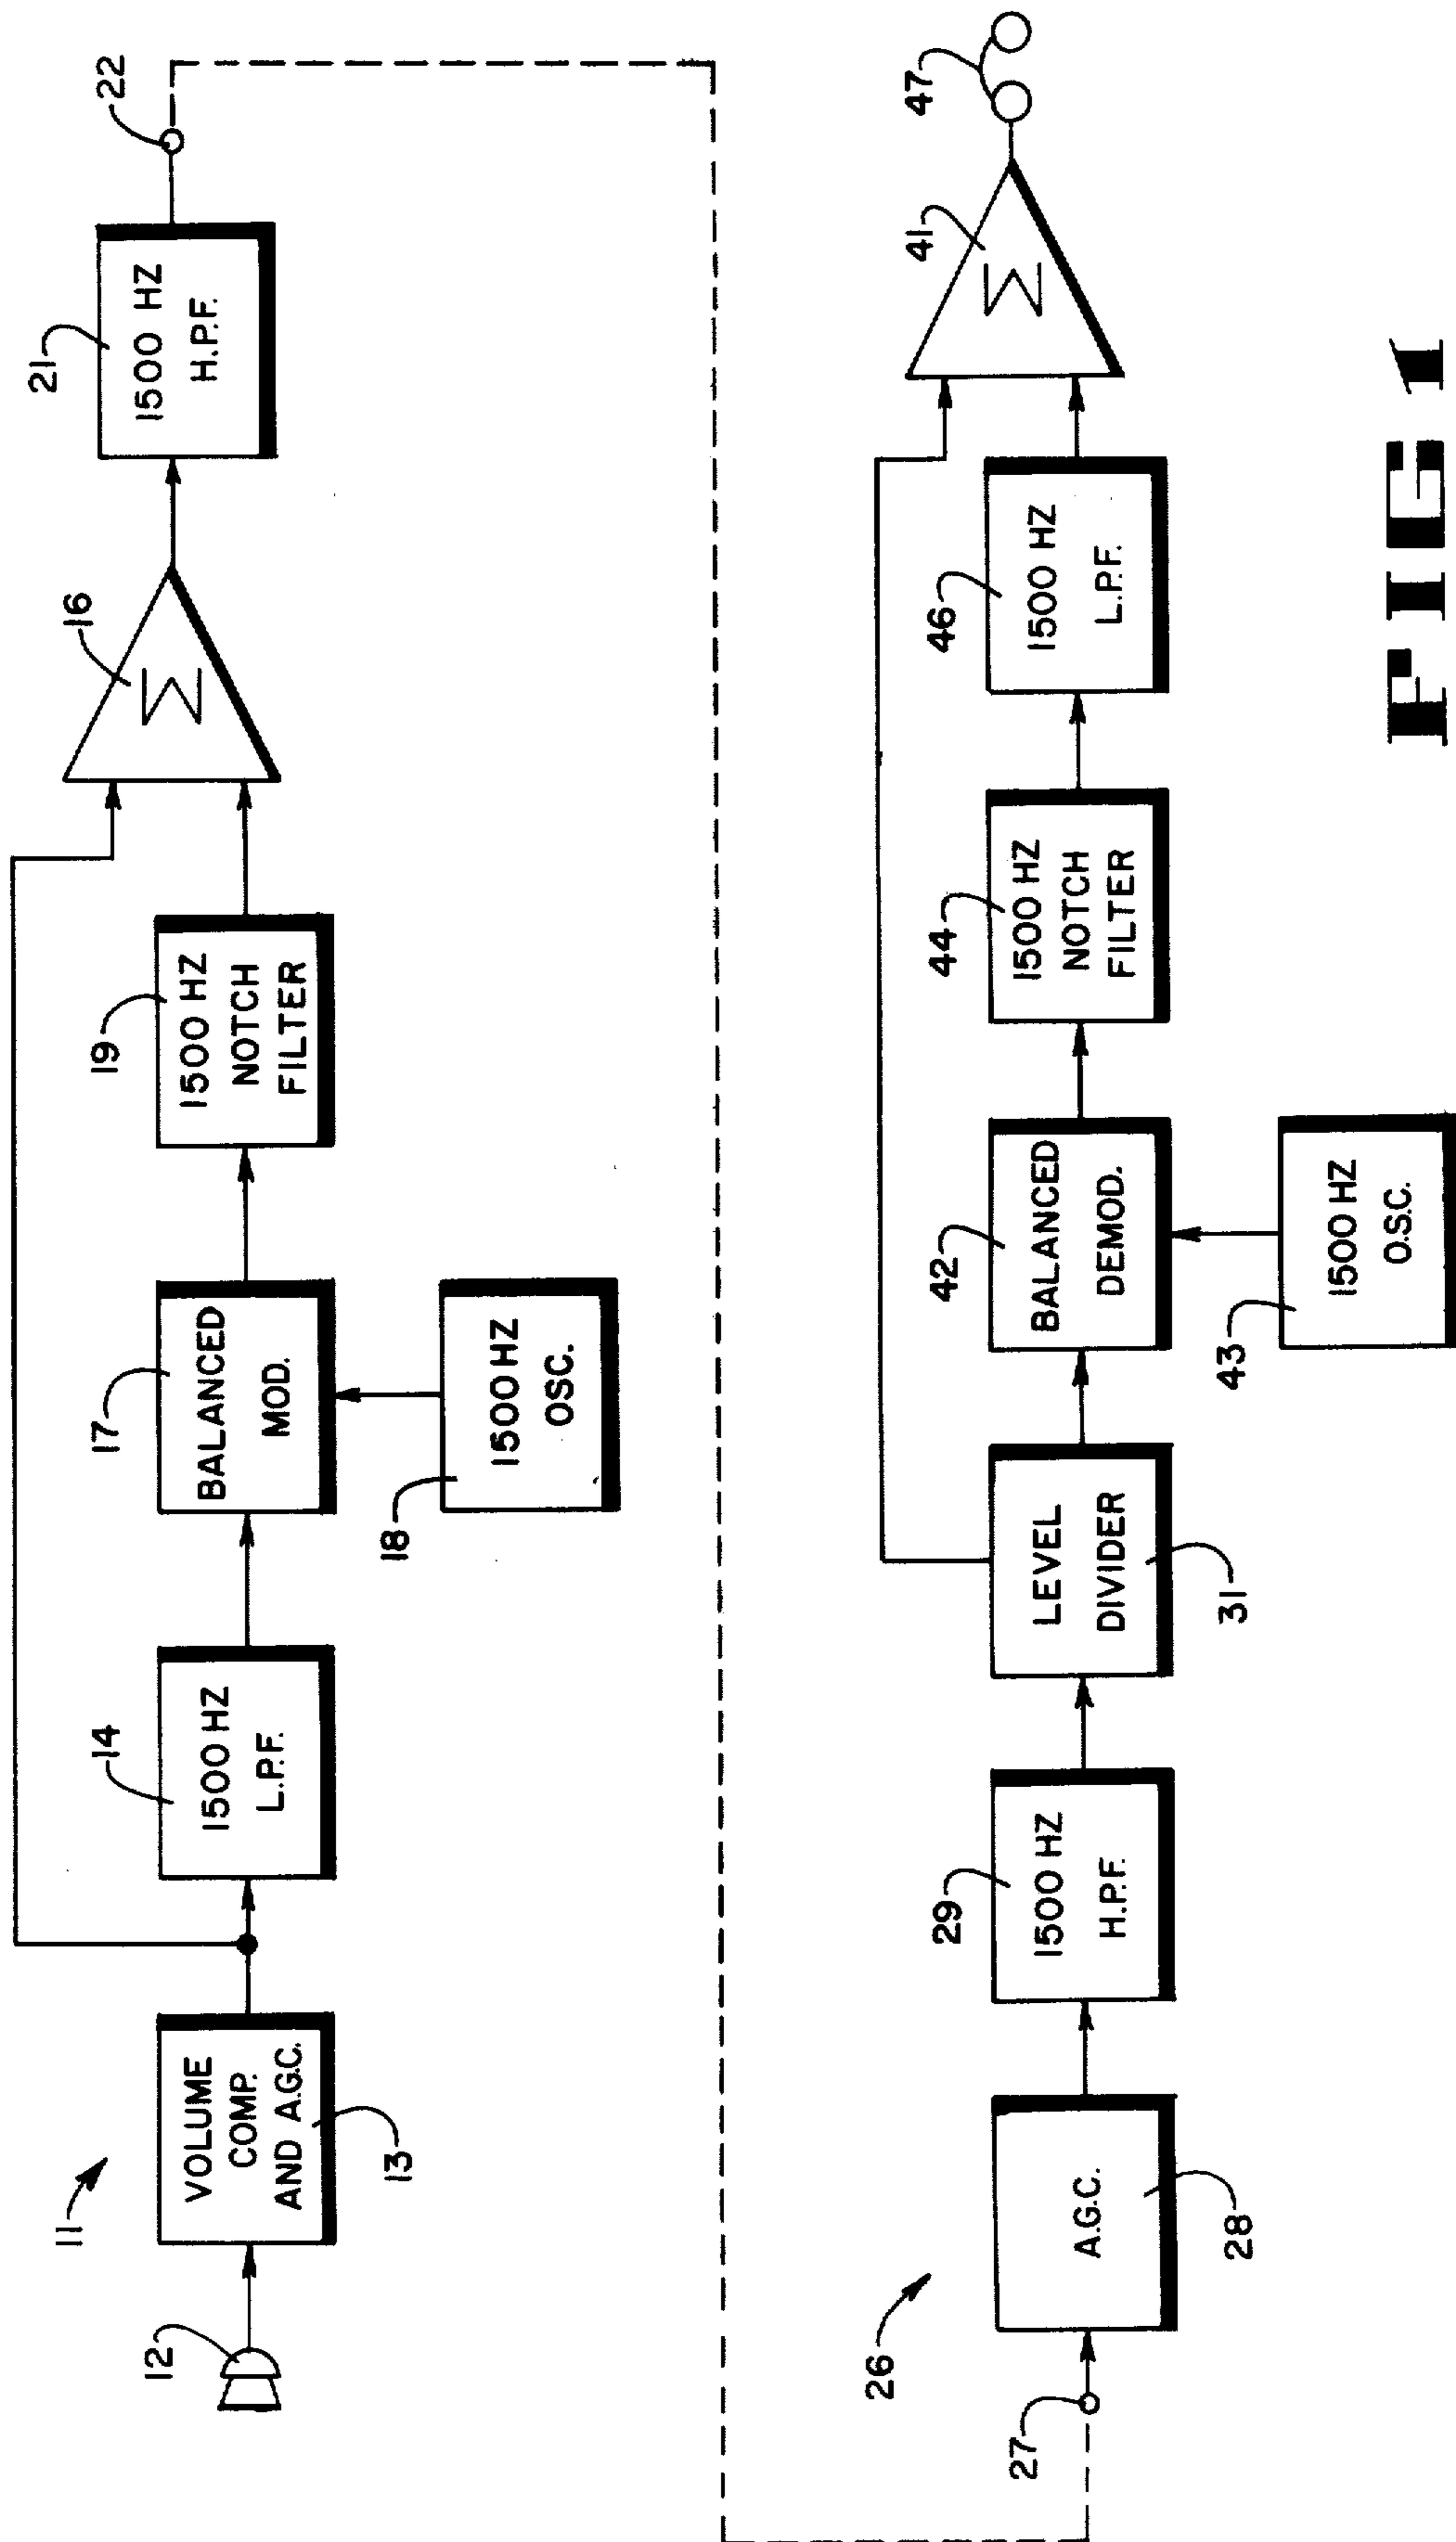 11
12
VOLUME
COMP.
AND A.G.C.
13
14
1500 HZ
L.P.F.
17
BALANCED
MOD.
18
1500 HZ
OSC.
19
1500 HZ
NOTCH
FILTER
16
Σ
21
1500 HZ
H.P.F.
22
26
27
A.G.C.
28
29
1500 HZ
H.P.F.
LEVEL
DIVIDER
31
42
BALANCED
DEMOD.
43
1500 HZ
O.S.C.
44
1500 HZ
NOTCH
FILTER
46
1500 HZ
L.P.F.
41
Σ
47
FIG 1